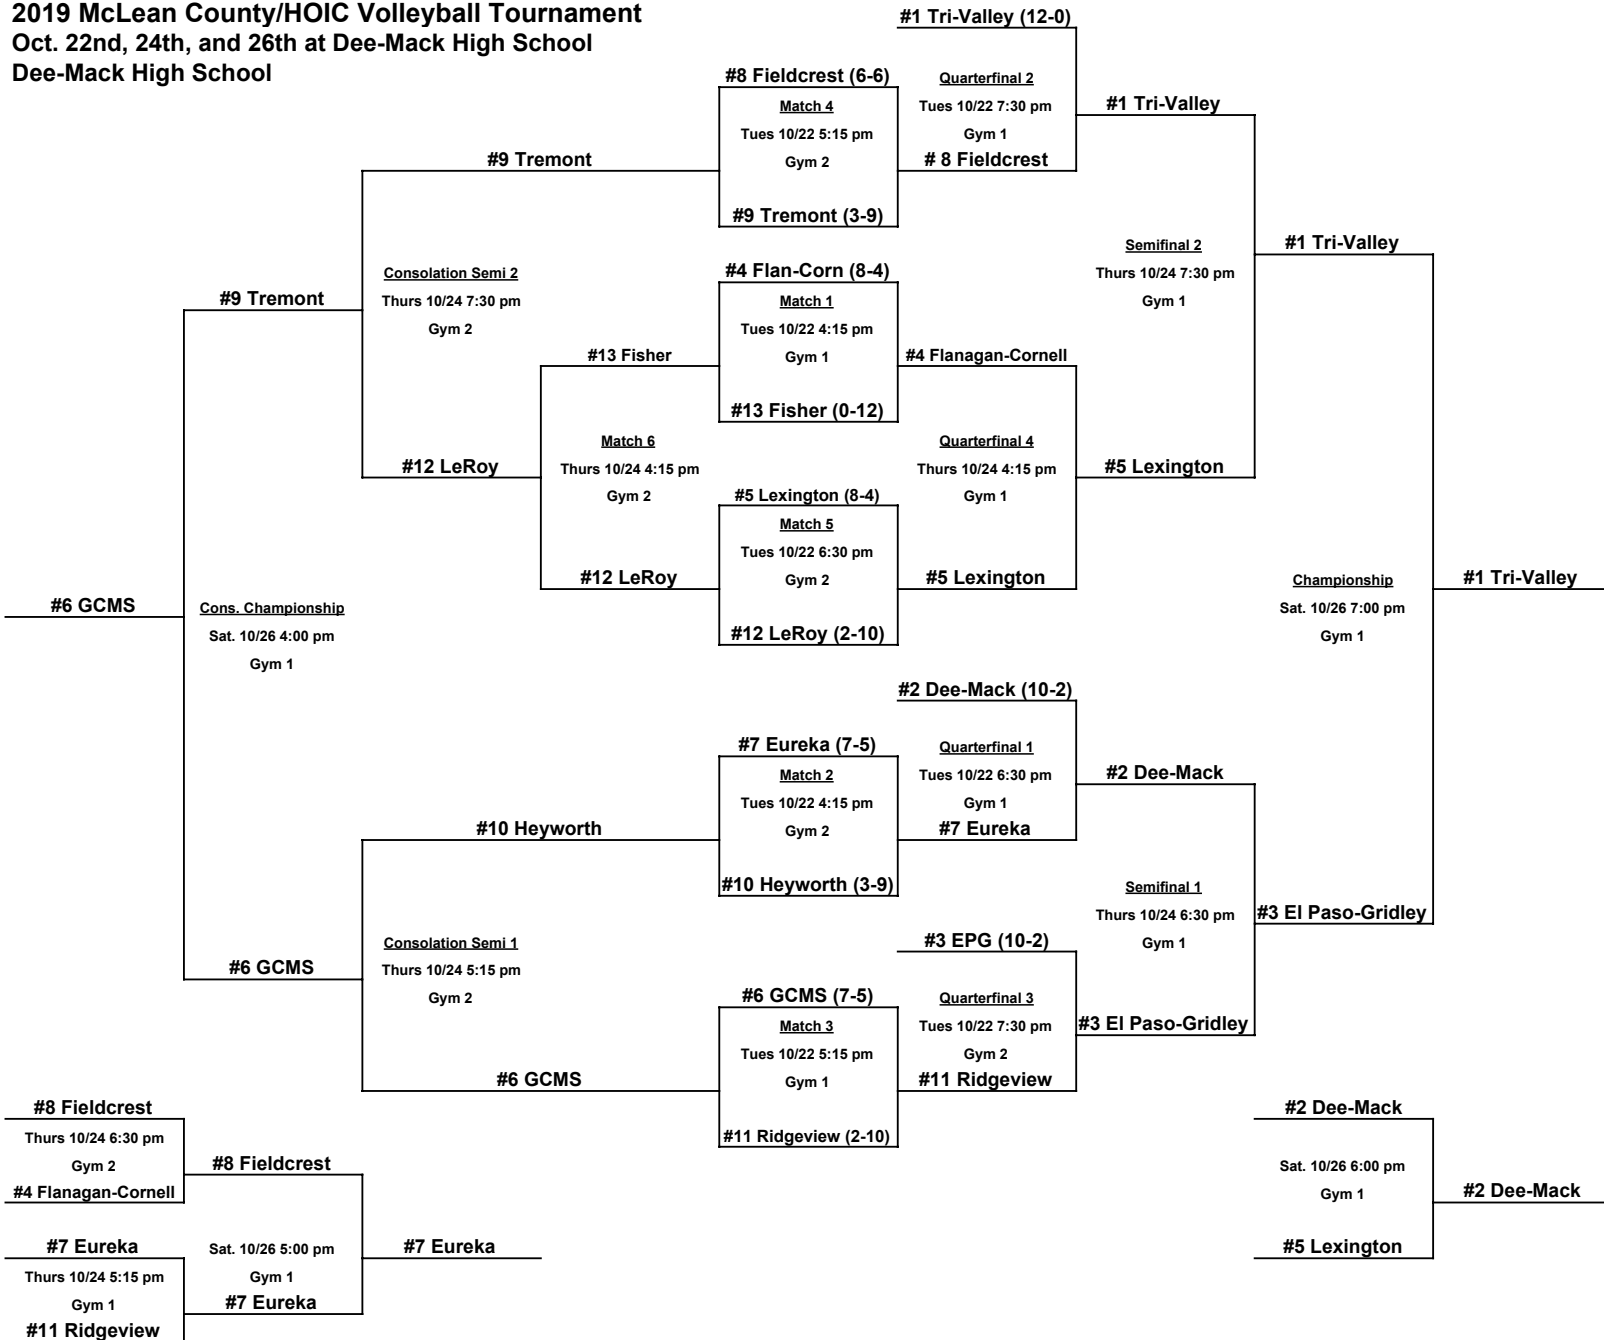 2019 McLean County/HOIC Volleyball Tournament
Oct. 22nd, 24th, and 26th at Dee-Mack High School
Dee-Mack High School
#1 Tri-Valley (12-0)
#8 Fieldcrest (6-6)
Quarterfinal 2
Match 4
Tues 10/22 7:30 pm
#1 Tri-Valley
Tues 10/22 5:15 pm
Gym 1
#9 Tremont
Gym 2
# 8 Fieldcrest
#9 Tremont (3-9)
Semifinal 2
#1 Tri-Valley
Consolation Semi 2
#4 Flan-Corn (8-4)
Thurs 10/24 7:30 pm
#9 Tremont
Thurs 10/24 7:30 pm
Match 1
Gym 1
Gym 2
Tues 10/22 4:15 pm
#13 Fisher
Gym 1
#4 Flanagan-Cornell
#13 Fisher (0-12)
Match 6
Quarterfinal 4
#12 LeRoy
Thurs 10/24 4:15 pm
Thurs 10/24 4:15 pm
#5 Lexington
Gym 2
#5 Lexington (8-4)
Gym 1
Match 5
Tues 10/22 6:30 pm
#12 LeRoy
Gym 2
#5 Lexington
Championship
#1 Tri-Valley
#6 GCMS
Cons. Championship
Sat. 10/26 7:00 pm
Sat. 10/26 4:00 pm
#12 LeRoy (2-10)
Gym 1
Gym 1
#2 Dee-Mack (10-2)
#7 Eureka (7-5)
Quarterfinal 1
Match 2
Tues 10/22 6:30 pm
#2 Dee-Mack
Tues 10/22 4:15 pm
Gym 1
#10 Heyworth
Gym 2
#7 Eureka
#10 Heyworth (3-9)
Semifinal 1
Thurs 10/24 6:30 pm
#3 El Paso-Gridley
Consolation Semi 1
#3 EPG (10-2)
Gym 1
#6 GCMS
Thurs 10/24 5:15 pm
Gym 2
#6 GCMS (7-5)
Quarterfinal 3
Match 3
Tues 10/22 7:30 pm
#3 El Paso-Gridley
Tues 10/22 5:15 pm
Gym 2
#6 GCMS
Gym 1
#11 Ridgeview
#8 Fieldcrest
#2 Dee-Mack
Thurs 10/24 6:30 pm
#11 Ridgeview (2-10)
Gym 2
#8 Fieldcrest
Sat. 10/26 6:00 pm
#4 Flanagan-Cornell
Gym 1
#2 Dee-Mack
#7 Eureka
Sat. 10/26 5:00 pm
#7 Eureka
#5 Lexington
Thurs 10/24 5:15 pm
Gym 1
Gym 1
#7 Eureka
#11 Ridgeview